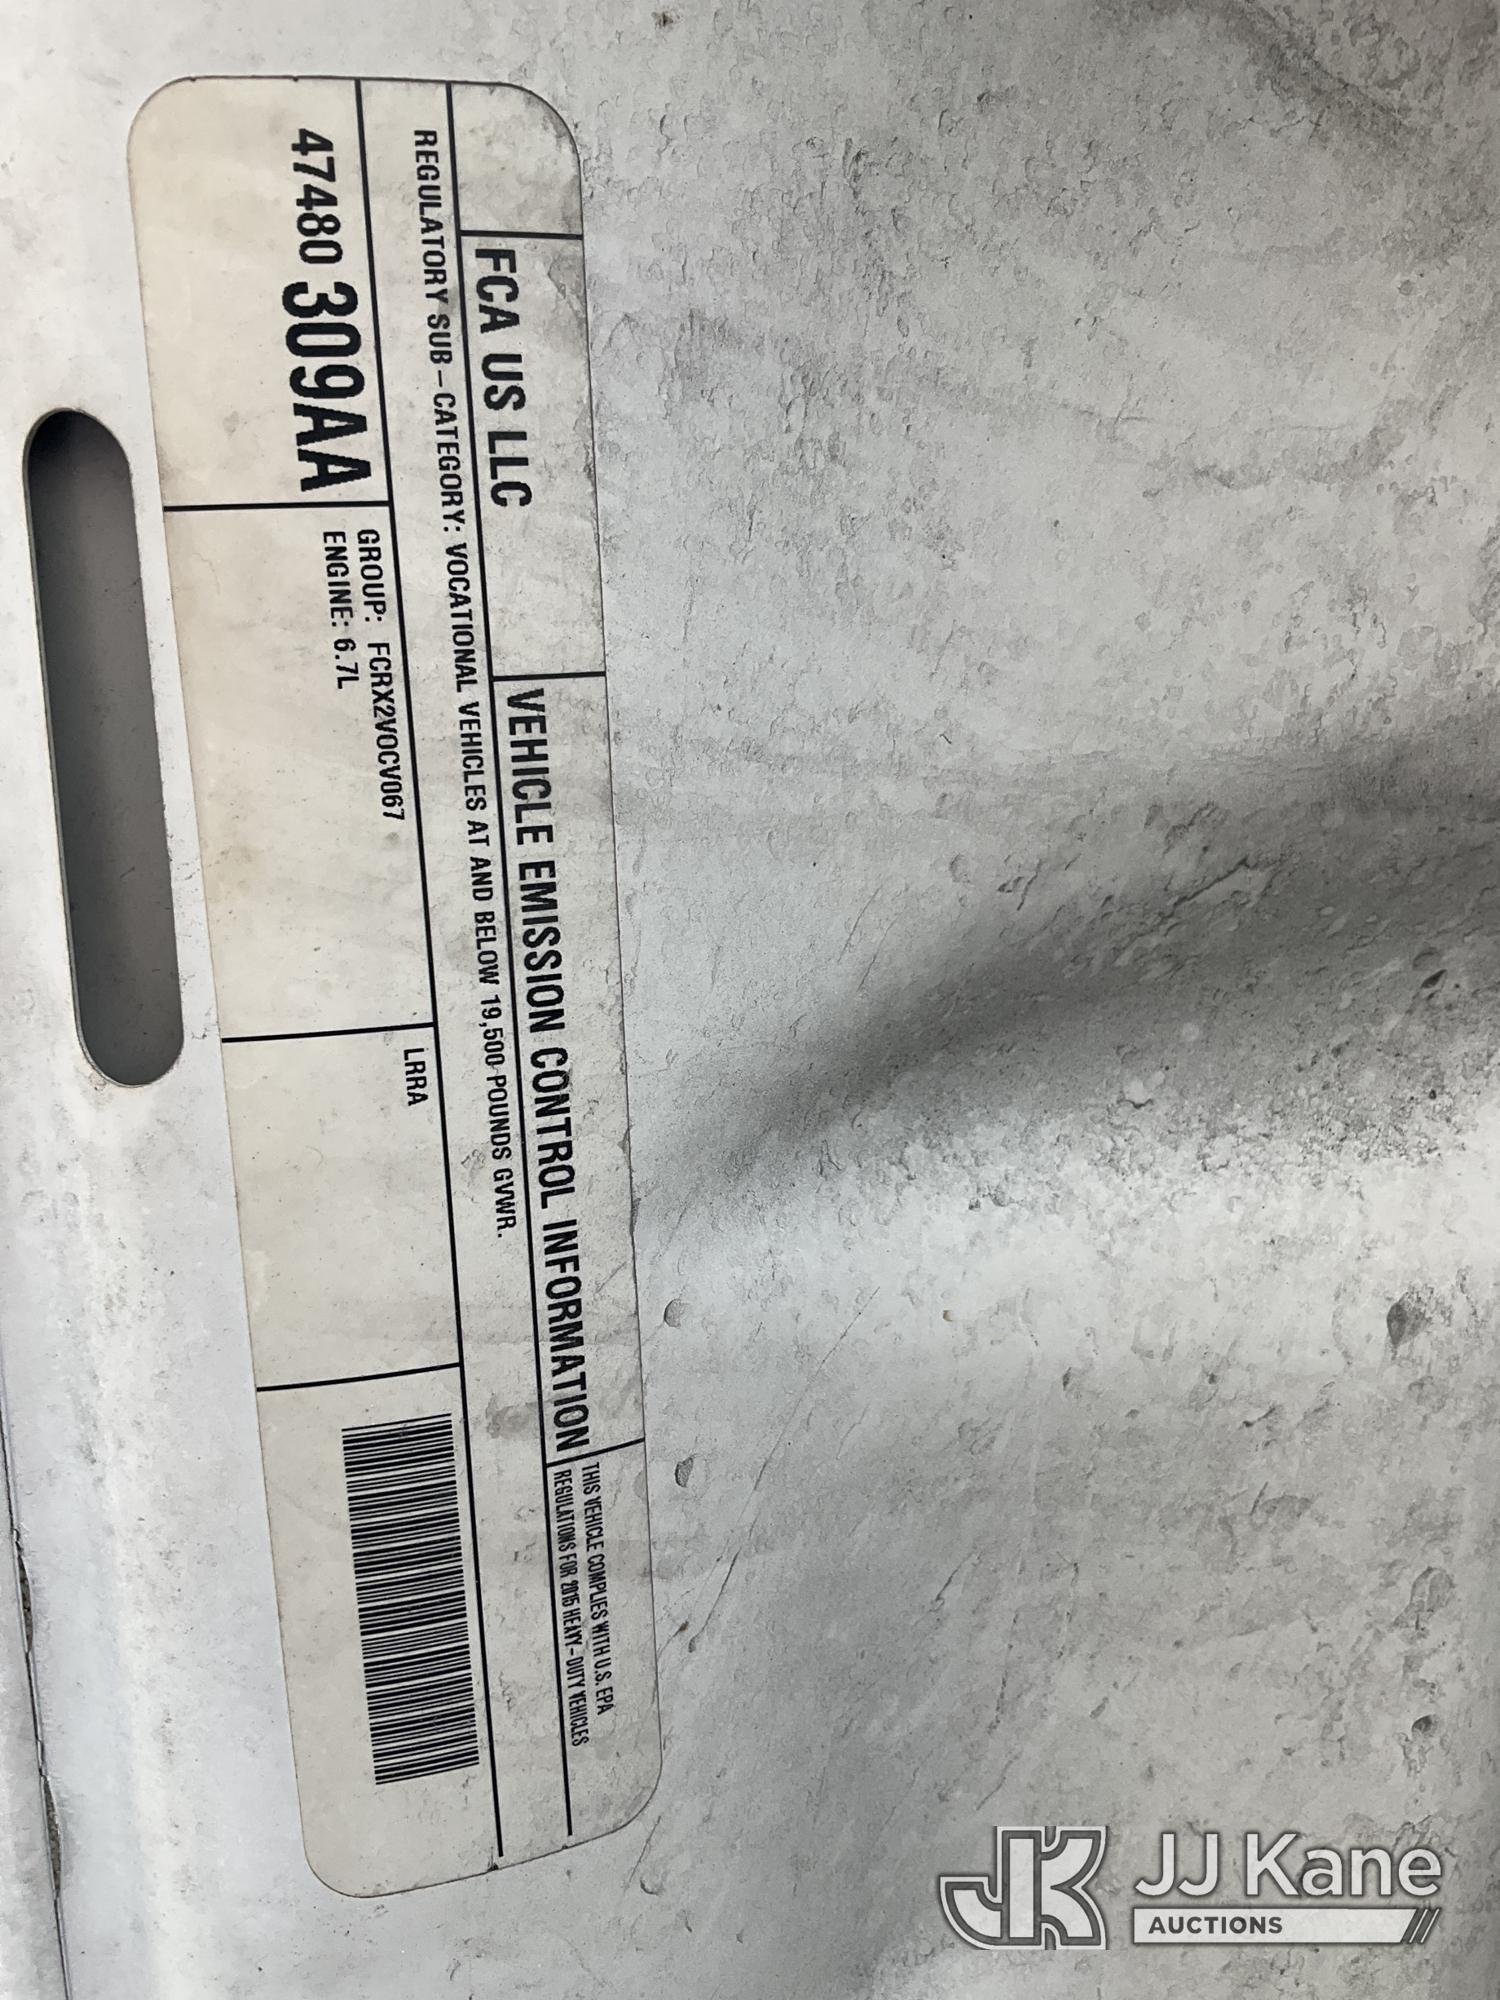 FCA US LLC
VEHICLE EMISSION CONTROL INFORMATION
THIS VEHICLE COMPLIES WITH U.S. EPA
REGULATIONS FOR 2015 HEAVY-DUTY VEHICLES
REGULATORY SUB-CATEGORY: VOCATIONAL VEHICLES AT AND BELOW 19,500 POUNDS GVWR.
47480 309AA
GROUP: FCRX2VOCV067
ENGINE: 6.7L
LRRA
JK JJ Kane
AUCTIONS